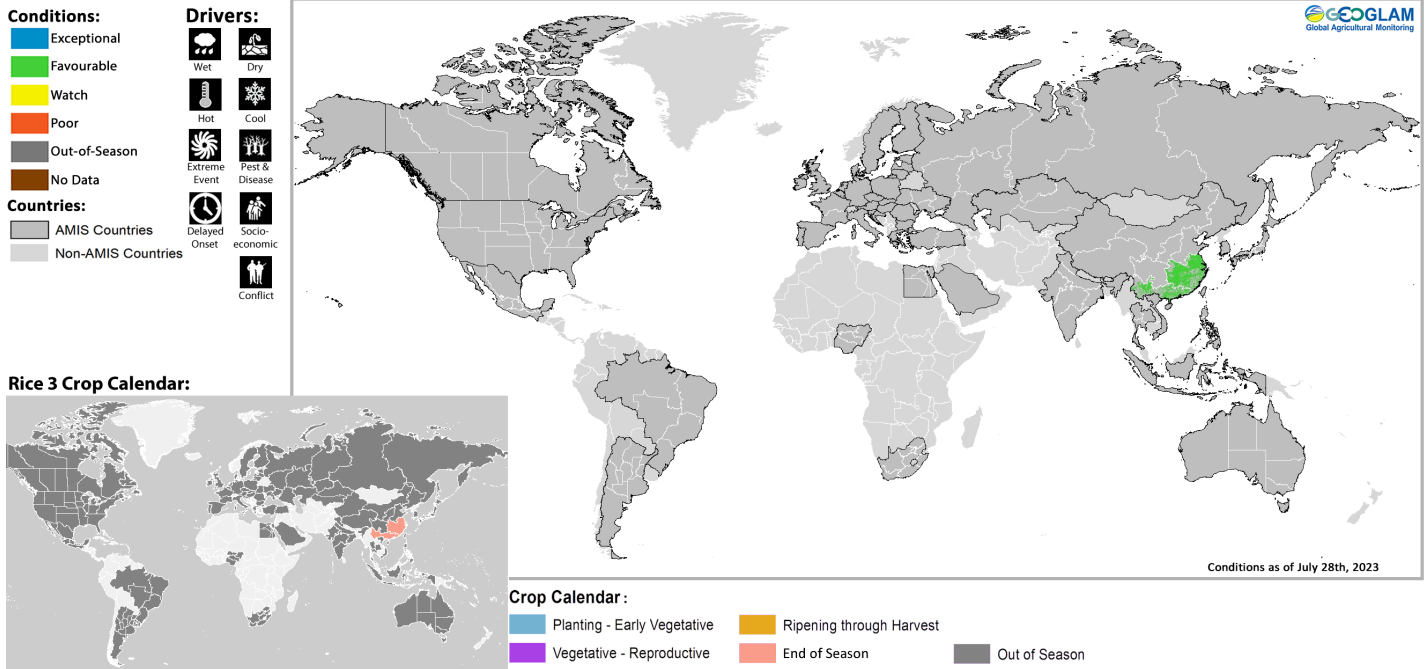 Conditions:
Exceptional
Favourable
Watch
Poor
Out-of-Season
No Data
Countries:
AMIS Countries
Non-AMIS Countries
Drivers:
Wet
Dry
Hot
Cool
Extreme
Event
Pest &
Disease
Delayed
Onset
Socio-
economic
Conflict
GEOGLAM
Global Agricultural Monitoring
Conditions as of July 28th, 2023
Rice 3 Crop Calendar:
Crop Calendar :
Planting - Early Vegetative
Ripening through Harvest
Vegetative - Reproductive
End of Season
Out of Season